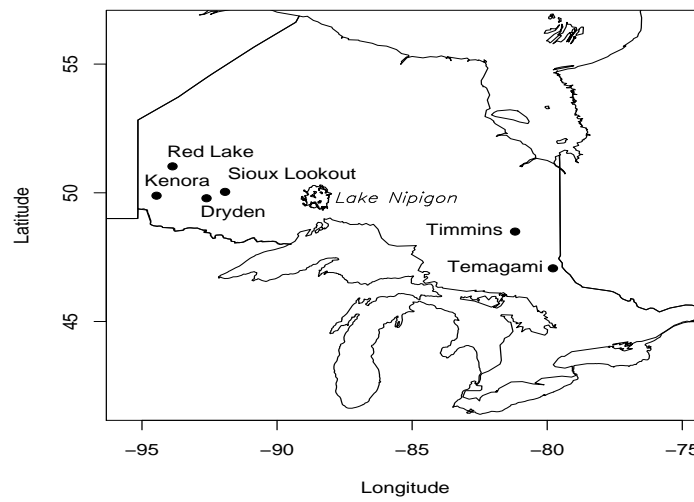 55
Red Lake
Kenora
Sioux Lookout
50
Lake Nipigon
Dryden
Latitude
Timmins
Temagami
45
−95
−90
−85
−80
−75
Longitude